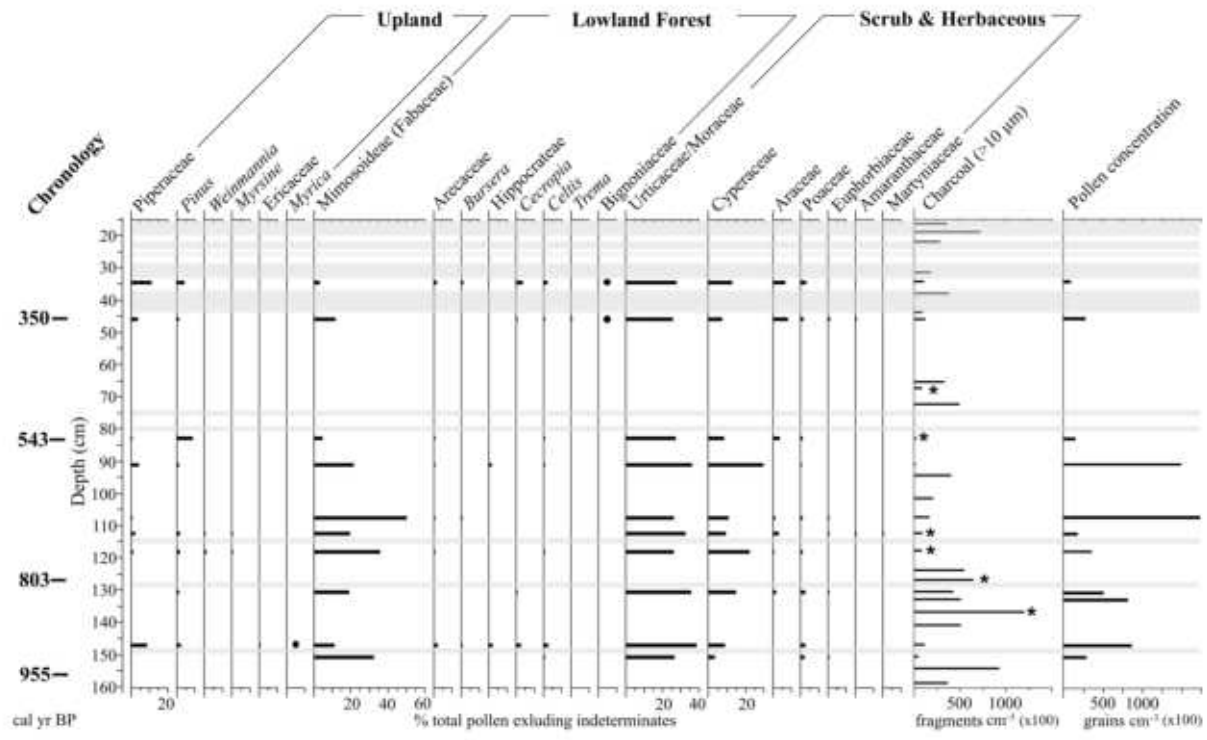 Upland
Lowland Forest
Scrub & Herbaceous
Chronology
Piperaceae
Pinus
Weinmannia
Myrsine
Ericaceae
Myrica
Mimosoideae (Fabaceae)
Arecaceae
Bursera
Hippocrateae
Cecropia
Celtis
Trema
Bignoniaceae
Urticaceae/Moraceae
Cyperaceae
Araceae
Poaceae
Euphorbiaceae
Amaranthaceae
Martyniaceae
Charcoal (>10 μm)
Pollen concentration
350
543
803
955
Depth (cm)
20
30
40
50
60
70
80
90
100
110
120
130
140
150
160
* * * * * *
20
20 40 60
20 40
20
500 1000
500 1000
cal yr BP
% total pollen exluding indeterminates
fragments cm⁻³ (x100)
grains cm⁻³ (x100)